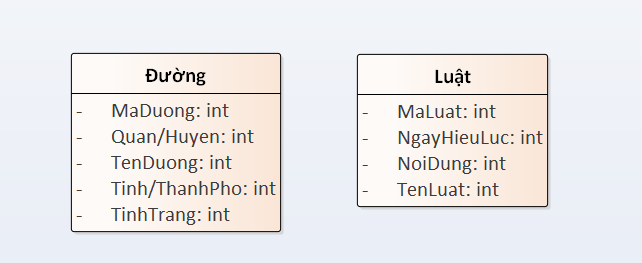 Đường
- MaDuong: int
- Quan/Huyen: int
- TenDuong: int
- Tinh/ThanhPho: int
- TinhTrang: int
Luật
- MaLuat: int
- NgayHieuLuc: int
- NoiDung: int
- TenLuat: int